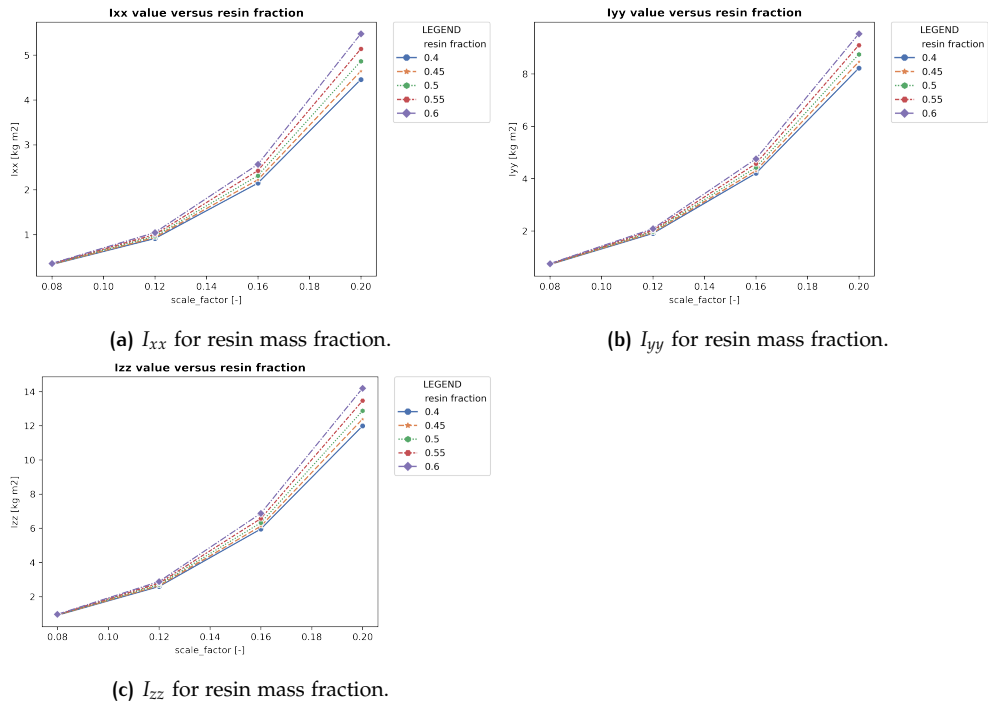 Ixx value versus resin fraction
Ixx [kg m2]
5
4
3
2
1
0.08 0.10 0.12 0.14 0.16 0.18 0.20
scale_factor [-]
LEGEND
resin fraction
0.4
0.45
0.5
0.55
0.6
(a) Ixx for resin mass fraction.
Iyy value versus resin fraction
Iyy [kg m2]
8
6
4
2
0.08 0.10 0.12 0.14 0.16 0.18 0.20
scale_factor [-]
LEGEND
resin fraction
0.4
0.45
0.5
0.55
0.6
(b) Iyy for resin mass fraction.
Izz value versus resin fraction
Izz [kg m2]
14
12
10
8
6
4
2
0.08 0.10 0.12 0.14 0.16 0.18 0.20
scale_factor [-]
LEGEND
resin fraction
0.4
0.45
0.5
0.55
0.6
(c) Izz for resin mass fraction.